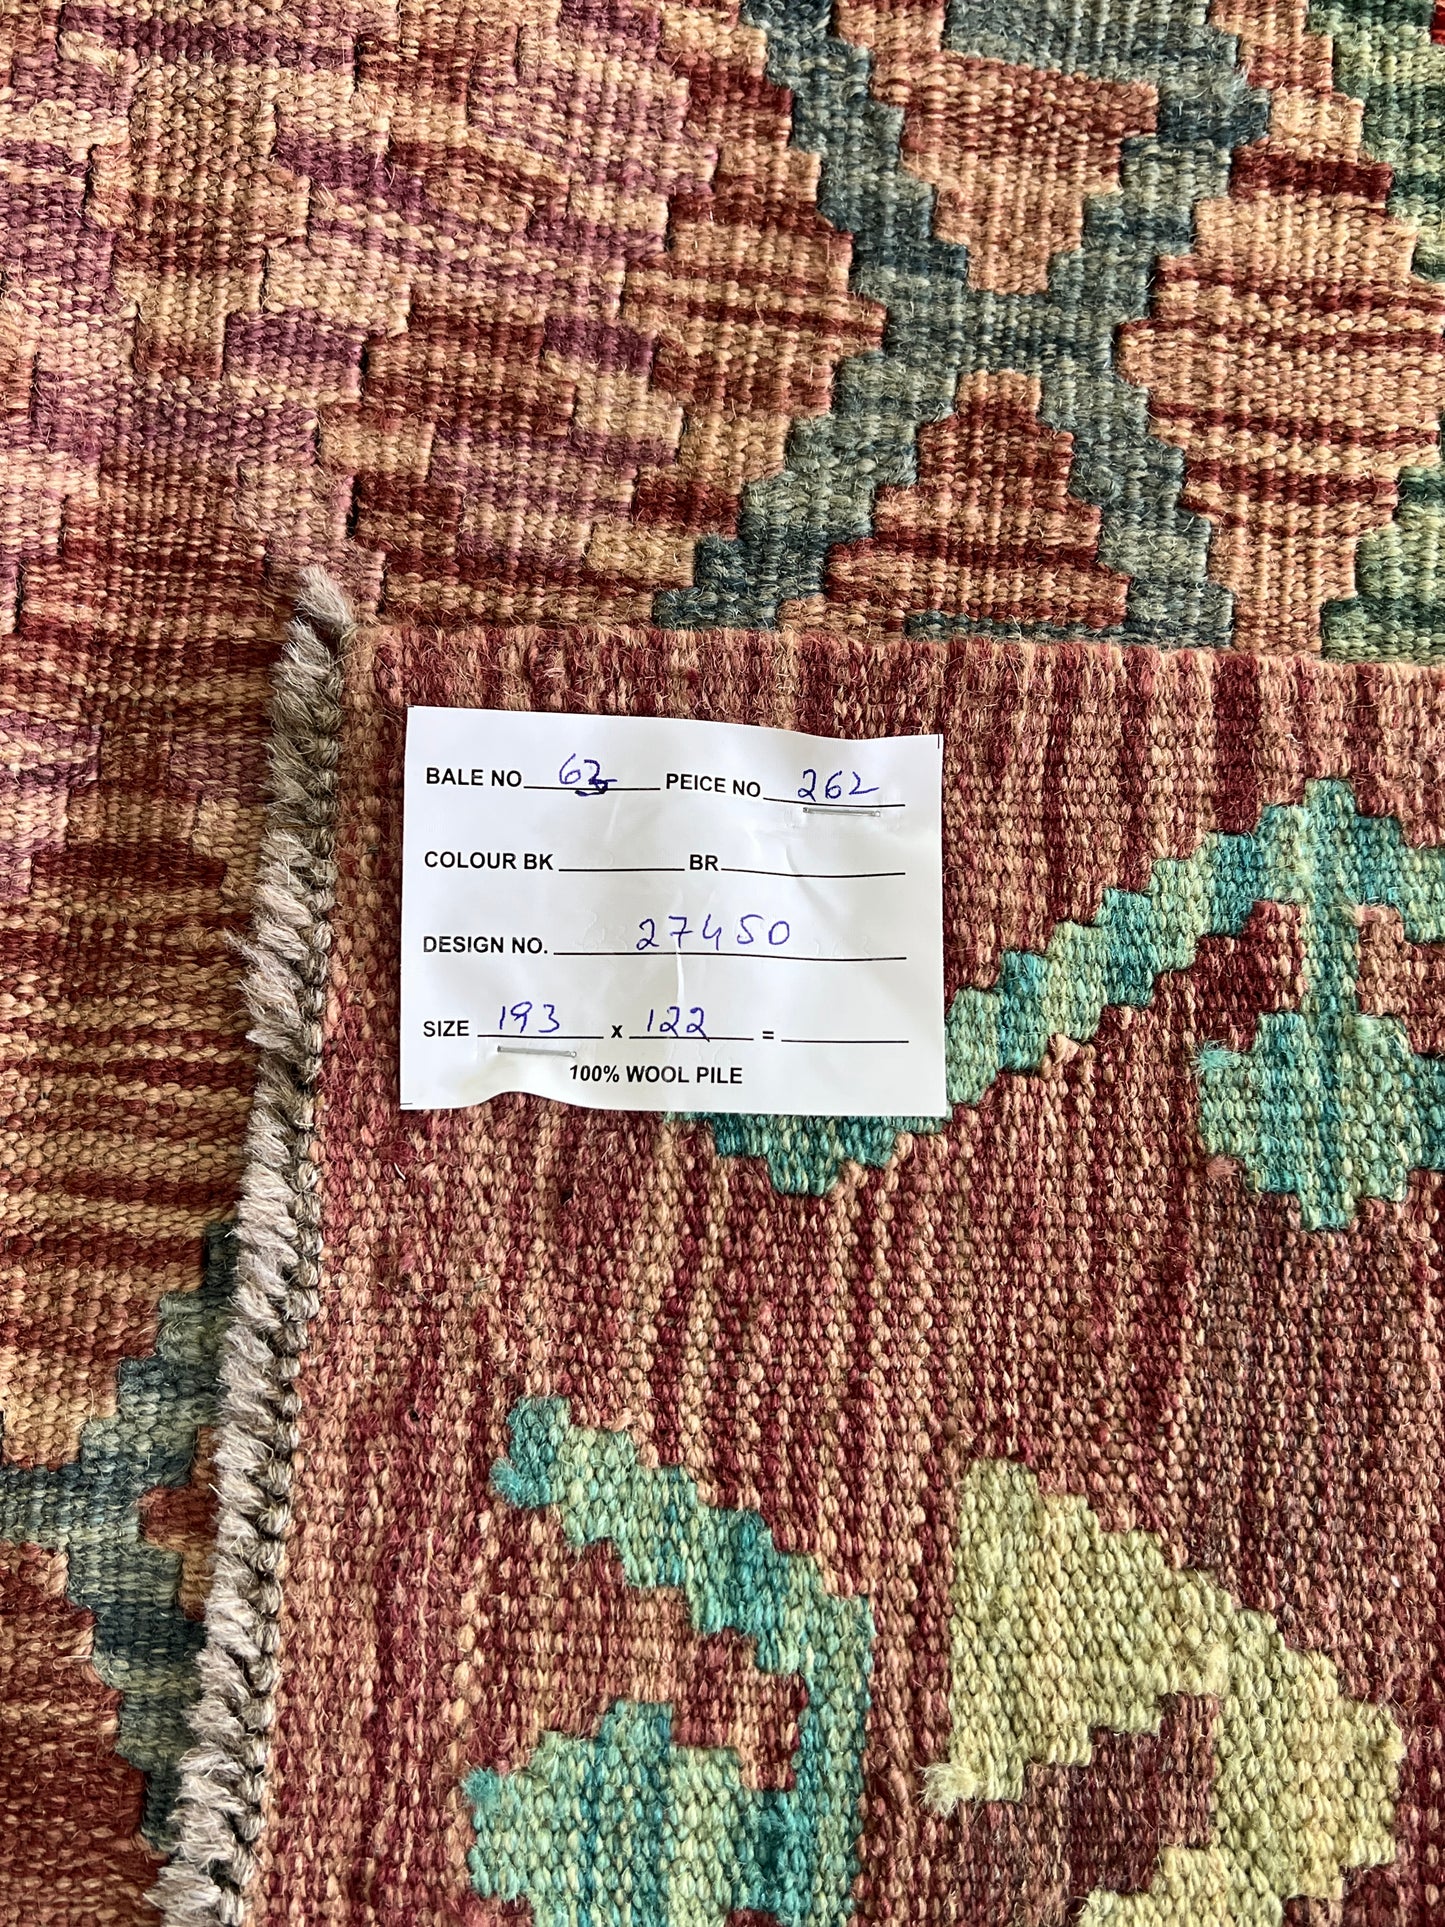 BALE NO 63 PEICE NO 262
COLOUR BK BR
DESIGN NO. 27450
SIZE 193 x 122 =
100% WOOL PILE